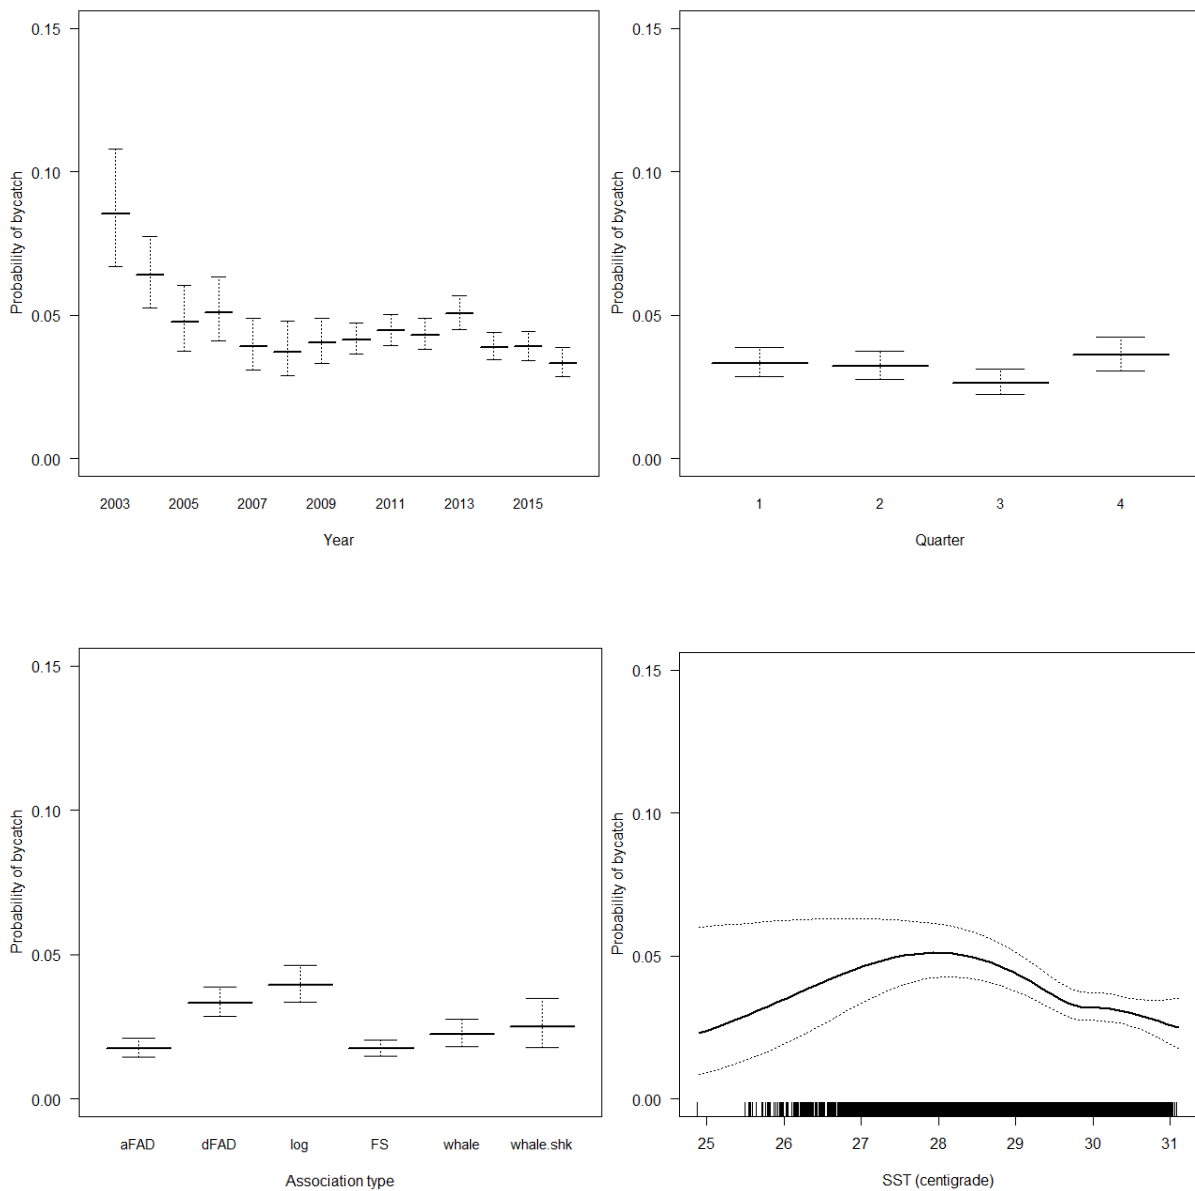 0.15
0.10
0.05
0.00
Probability of bycatch
2003 2005 2007 2009 2011 2013 2015
Year
0.15
0.10
0.05
0.00
Probability of bycatch
1 2 3 4
Quarter
0.15
0.10
0.05
0.00
Probability of bycatch
aFAD dFAD log FS whale whale.shk
Association type
0.15
0.10
0.05
0.00
Probability of bycatch
25 26 27 28 29 30 31
SST (centigrade)